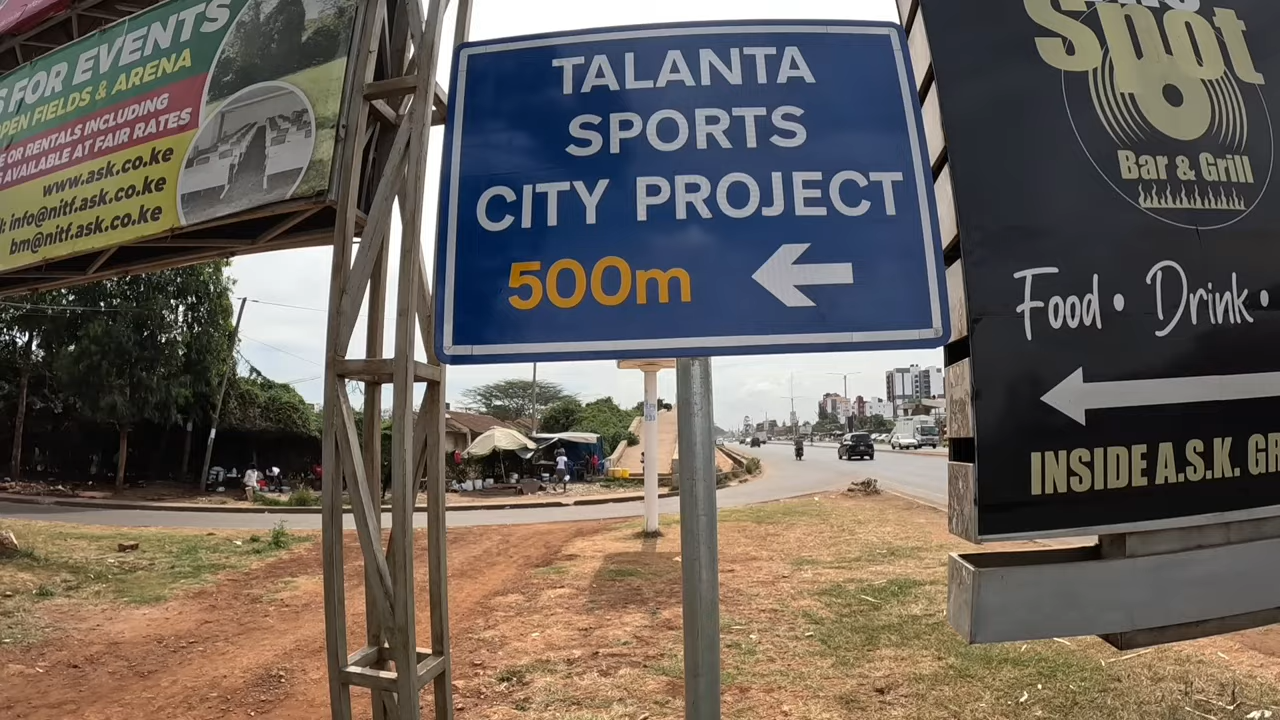 S FOR EVENTS
OPEN FIELDS & ARENA
OR RENTALS INCLUDING
AVAILABLE AT FAIR RATES
www.ask.co.ke
info@nitf.ask.co.ke
bm@nitf.ask.co.ke
TALANTA
SPORTS
CITY PROJECT
500m
Spot
Bar & Grill
Food • Drink •
INSIDE A.S.K. GR